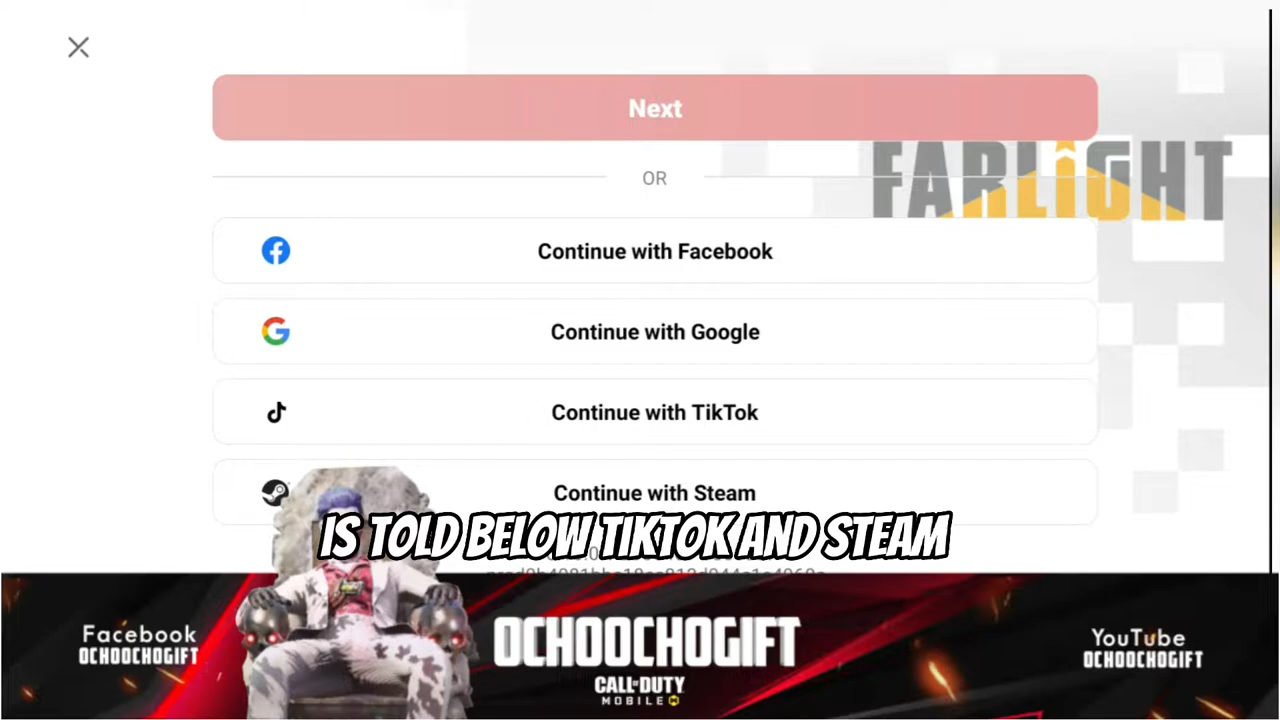 Next
OR
FARLIGHT
Continue with Facebook
Continue with Google
Continue with TikTok
Continue with Steam
IS TOLD BELOW TIKTOK AND STEAM
Facebook
OCHOOCHOGIFT
OCHOOCHOGIFT
CALL OF DUTY
MOBILE
YouTube
OCHOOCHOGIFT